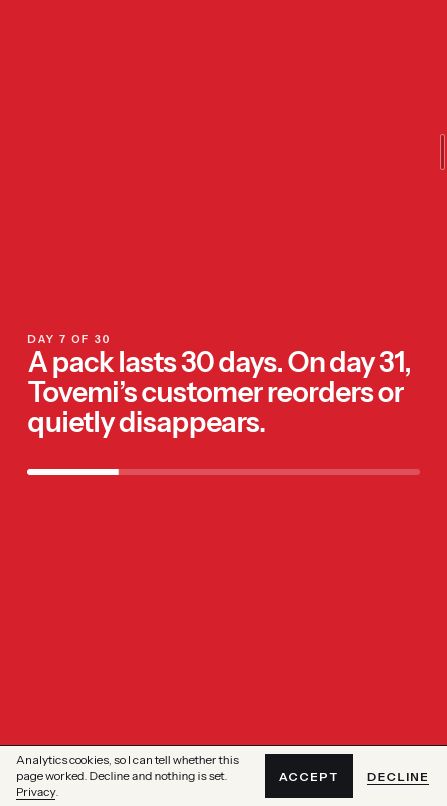 DAY 7 OF 30
A pack lasts 30 days. On day 31,
Tovemi’s customer reorders or
quietly disappears.
Analytics cookies, so I can tell whether this
page worked. Decline and nothing is set.
Privacy.
ACCEPT
DECLINE